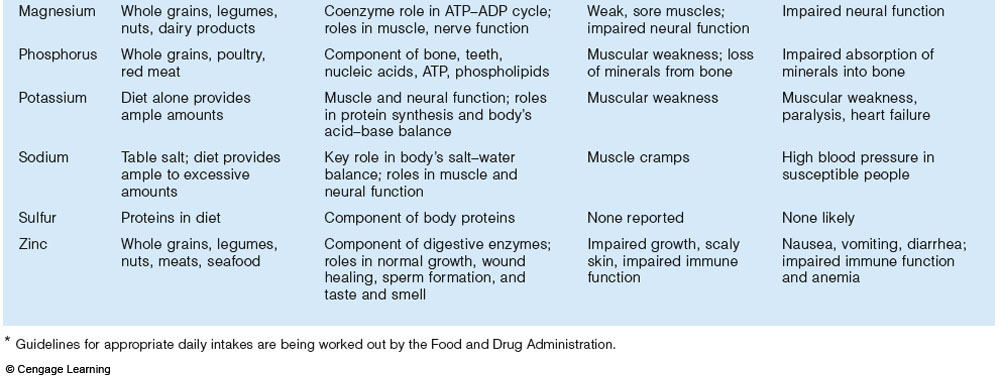 Magnesium Whole grains, legumes, Coenzyme role in ATP–ADP cycle; Weak, sore muscles; Impaired neural function
nuts, dairy products roles in muscle, nerve function impaired neural function
Phosphorus Whole grains, poultry, Component of bone, teeth, Muscular weakness; loss Impaired absorption of
red meat nucleic acids, ATP, phospholipids of minerals from bone minerals into bone
Potassium Diet alone provides Muscle and neural function; roles Muscular weakness Muscular weakness,
ample amounts in protein synthesis and body's paralysis, heart failure
acid–base balance
Sodium Table salt; diet provides Key role in body's salt–water Muscle cramps High blood pressure in
ample to excessive balance; roles in muscle and susceptible people
amounts neural function
Sulfur Proteins in diet Component of body proteins None reported None likely
Zinc Whole grains, legumes, Component of digestive enzymes; Impaired growth, scaly Nausea, vomiting, diarrhea;
nuts, meats, seafood roles in normal growth, wound skin, impaired immune impaired immune function
healing, sperm formation, and function and anemia
taste and smell
* Guidelines for appropriate daily intakes are being worked out by the Food and Drug Administration.
© Cengage Learning